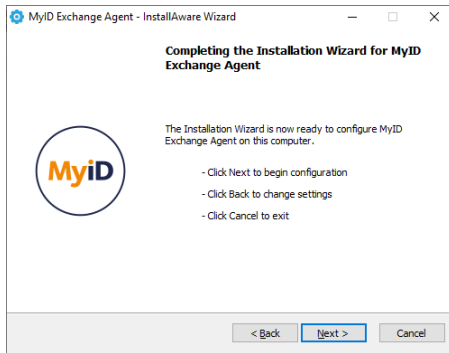 MyID Exchange Agent - InstallAware Wizard
Completing the Installation Wizard for MyID
Exchange Agent
The Installation Wizard is now ready to configure MyID
Exchange Agent on this computer.
- Click Next to begin configuration
- Click Back to change settings
- Click Cancel to exit
MyiD
< Back
Next >
Cancel